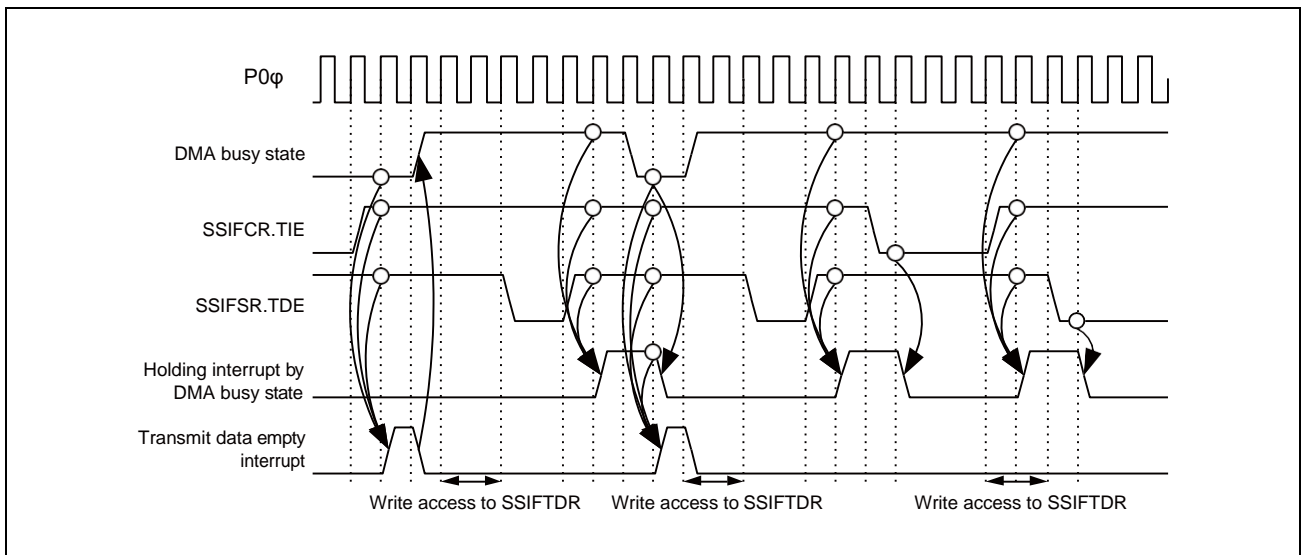 P0φ
DMA busy state
SSIFCR.TIE
SSIFSR.TDE
Holding interrupt by
DMA busy state
Transmit data empty
interrupt
Write access to SSIFTDR
Write access to SSIFTDR
Write access to SSIFTDR